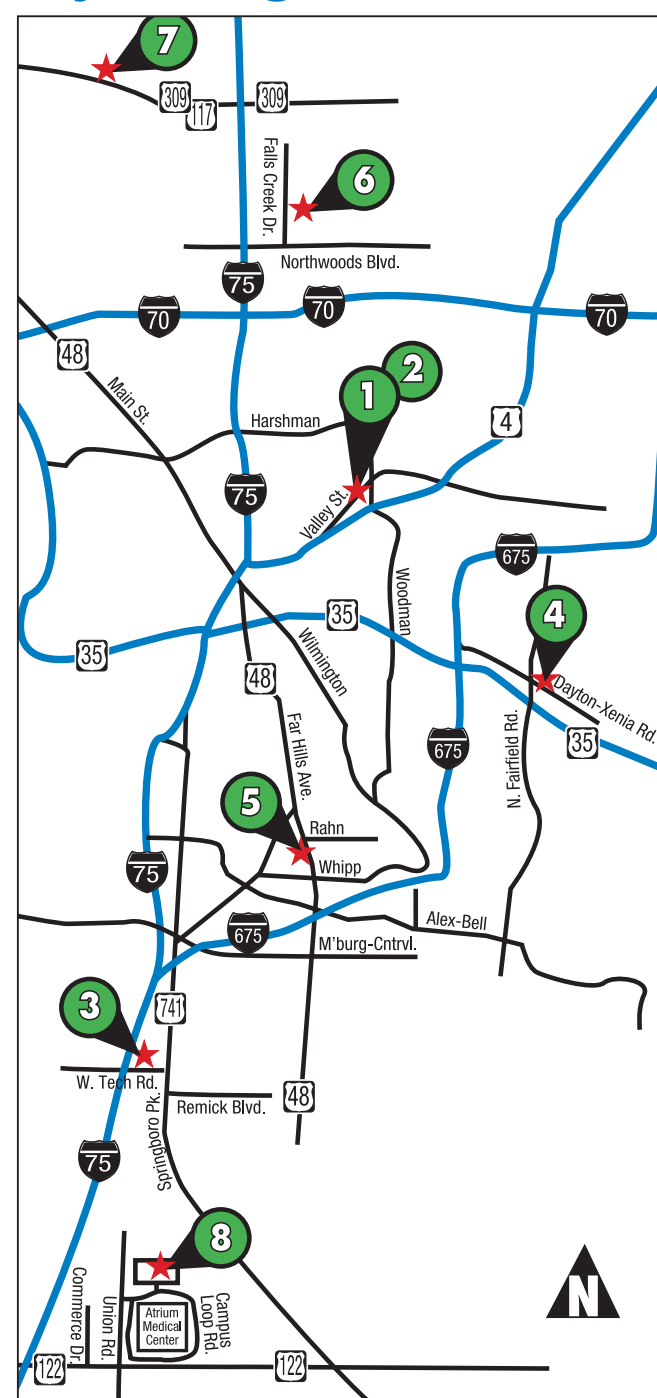 7
309
117
309
Falls Creek Dr.
6
Northwoods Blvd.
75
70
70
70
48
Main St.
2
1
Harshman
4
75
Valley St.
675
Woodman
4
35
35
48
Wilmington
Dayton-Xenia Rd.
Far Hills Ave.
N. Fairfield Rd.
35
675
5
Rahn
75
Whipp
Alex-Bell
675
M'burg-Cntrvl.
3
741
W. Tech Rd.
Springboro Pk.
Remick Blvd.
48
75
8
Commerce Dr.
Union Rd.
Atrium
Medical
Center
Campus
Loop Rd.
N
122
122